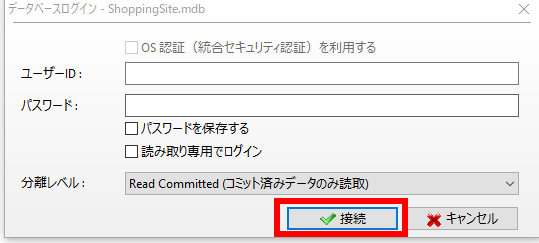 データベースログイン - ShoppingSite.mdb
OS 認証（統合セキュリティ認証）を利用する
ユーザーID :
パスワード :
パスワードを保存する
読み取り専用でログイン
分離レベル :
Read Committed (コミット済みデータのみ読取)
接続
キャンセル